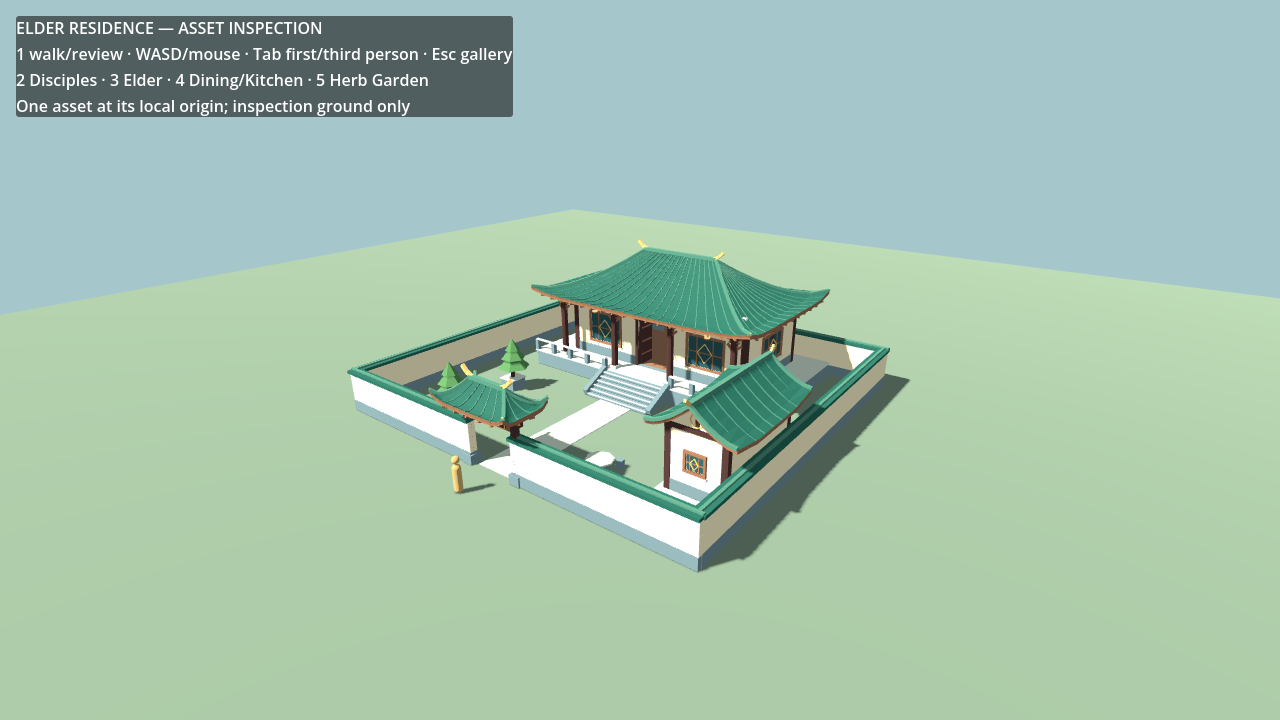 ELDER RESIDENCE — ASSET INSPECTION
1 walk/review · WASD/mouse · Tab first/third person · Esc gallery
2 Disciples · 3 Elder · 4 Dining/Kitchen · 5 Herb Garden
One asset at its local origin; inspection ground only